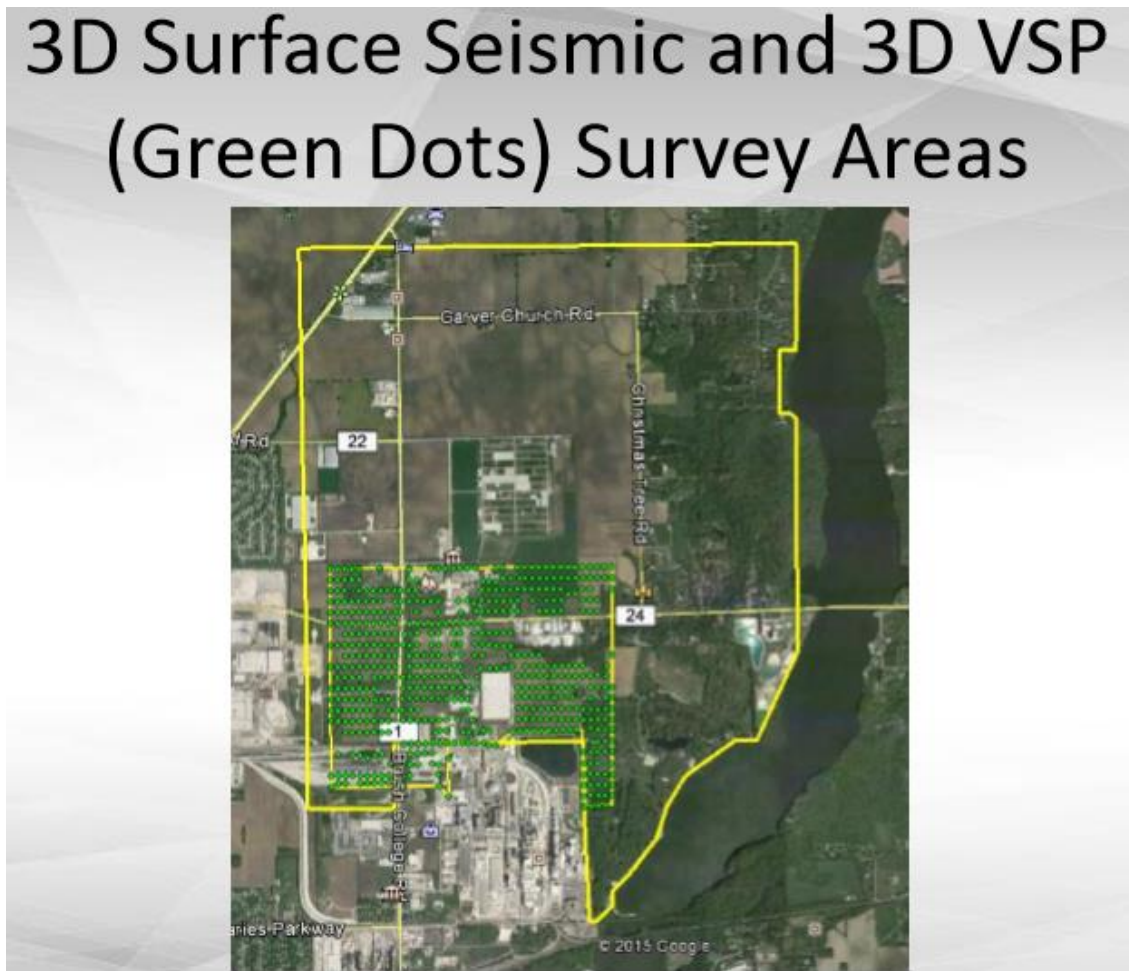 3D Surface Seismic and 3D VSP
(Green Dots) Survey Areas
Garver Church Rd
Christmas Tree Rd
Rd
22
24
1
Brush College Rd
aries Parkway
© 2015 Google